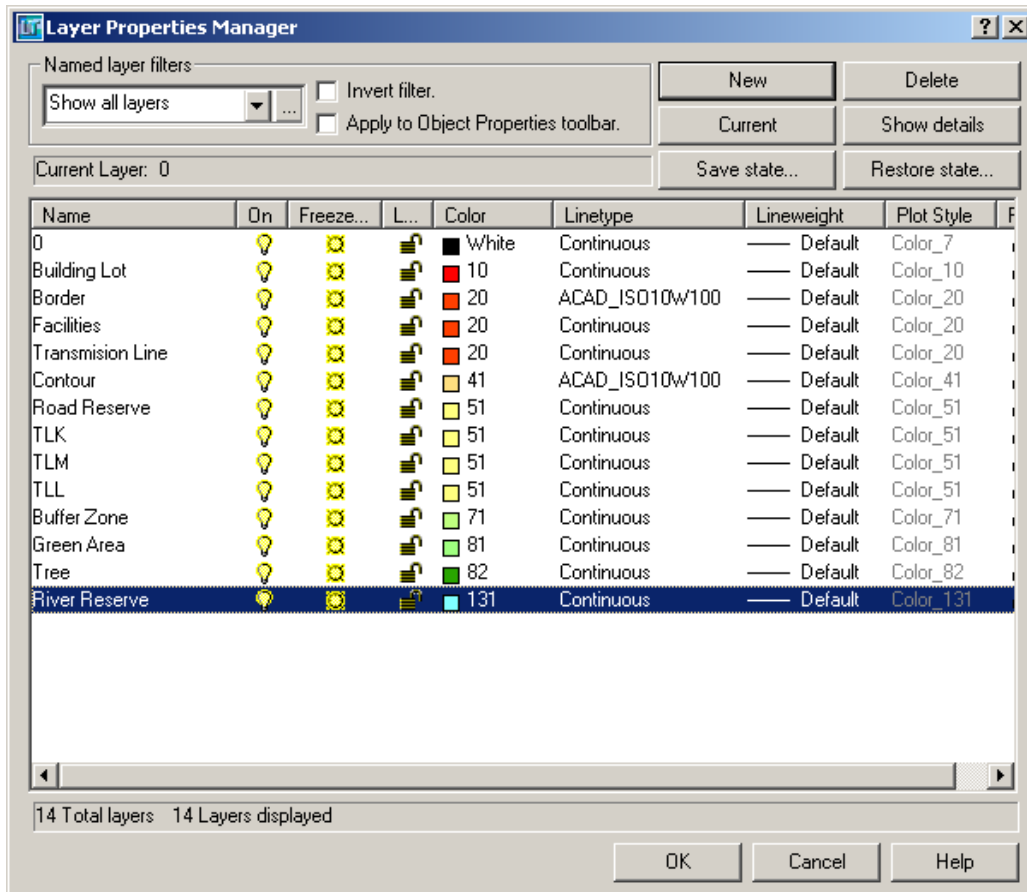 LT Layer Properties Manager
Named layer filters
Show all layers
...
Invert filter.
Apply to Object Properties toolbar.
New
Delete
Current
Show details
Current Layer: 0
Save state...
Restore state...
Name On Freeze... L... Color Linetype Lineweight Plot Style
0 White Continuous Default Color_7
Building Lot 10 Continuous Default Color_10
Border 20 ACAD_ISO10W100 Default Color_20
Facilities 20 Continuous Default Color_20
Transmision Line 20 Continuous Default Color_20
Contour 41 ACAD_ISO10W100 Default Color_41
Road Reserve 51 Continuous Default Color_51
TLK 51 Continuous Default Color_51
TLM 51 Continuous Default Color_51
TLL 51 Continuous Default Color_51
Buffer Zone 71 Continuous Default Color_71
Green Area 81 Continuous Default Color_81
Tree 82 Continuous Default Color_82
River Reserve 131 Continuous Default Color_131
14 Total layers 14 Layers displayed
OK
Cancel
Help